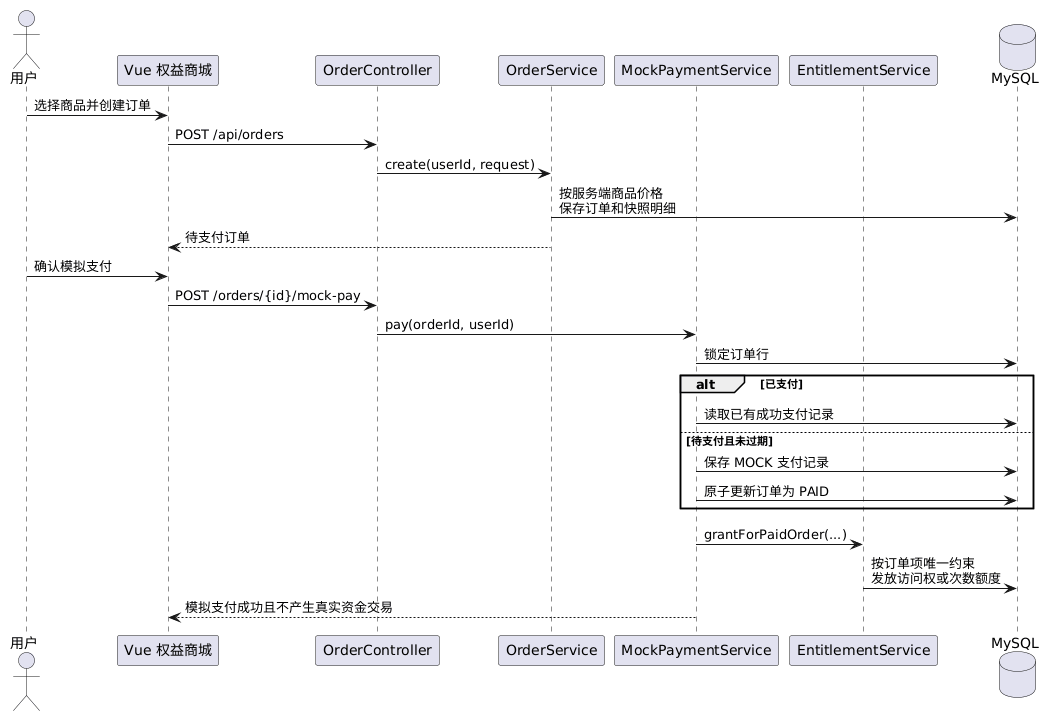 用户
Vue 权益商城
OrderController
OrderService
MockPaymentService
EntitlementService
MySQL
选择商品并创建订单
POST /api/orders
create(userId, request)
按服务端商品价格
保存订单和快照明细
待支付订单
确认模拟支付
POST /orders/{id}/mock-pay
pay(orderId, userId)
锁定订单行
alt
[已支付]
读取已有成功支付记录
[待支付且未过期]
保存 MOCK 支付记录
原子更新订单为 PAID
grantForPaidOrder(...)
按订单项唯一约束
发放访问权或次数额度
模拟支付成功且不产生真实资金交易
用户
Vue 权益商城
OrderController
OrderService
MockPaymentService
EntitlementService
MySQL